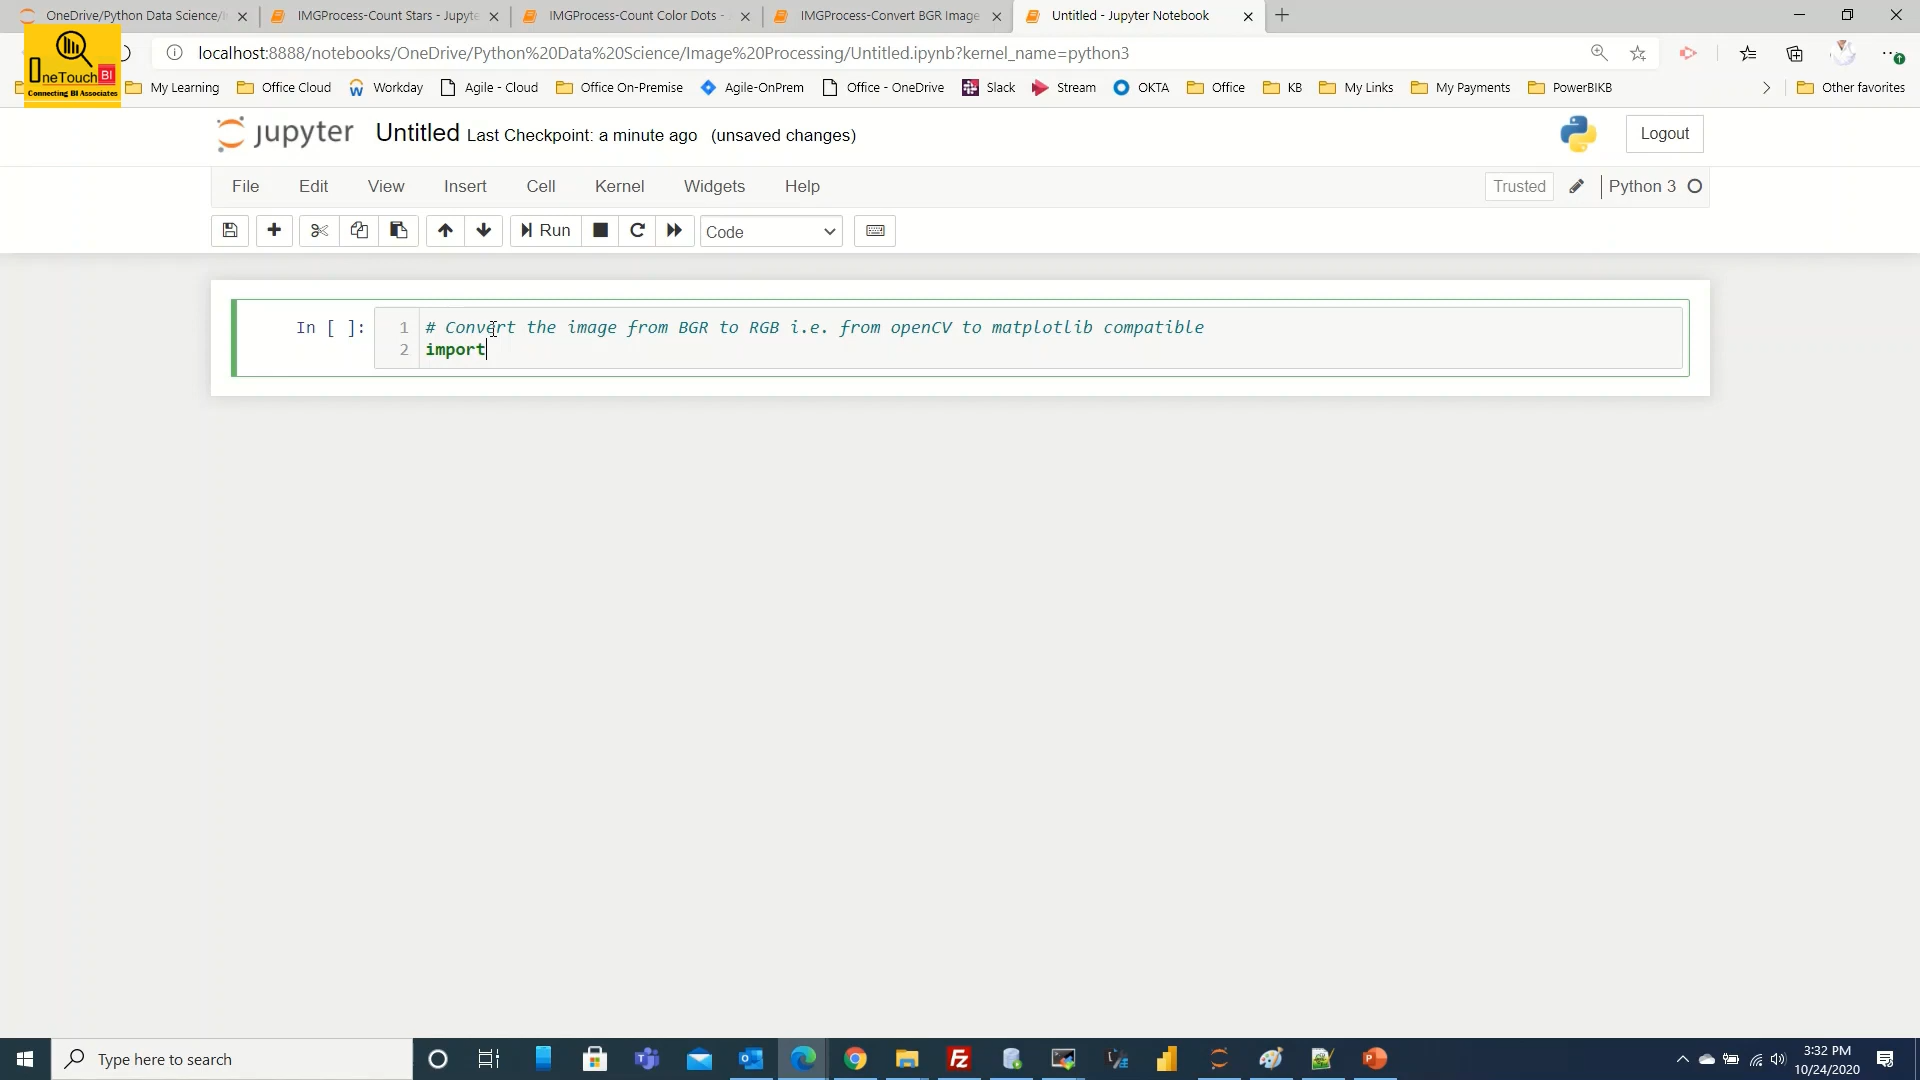 OneDrive/Python Data Science/I
IMGProcess-Count Stars - Jupyte
IMGProcess-Count Color Dots -
IMGProcess-Convert BGR Image
Untitled - Jupyter Notebook
OneTouch BI
Connecting BI Associates
localhost:8888/notebooks/OneDrive/Python%20Data%20Science/Image%20Processing/Untitled.ipynb?kernel_name=python3
My Learning
Office Cloud
Workday
Agile - Cloud
Office On-Premise
Agile-OnPrem
Office - OneDrive
Slack
Stream
OKTA
Office
KB
My Links
My Payments
PowerBIKB
Other favorites
jupyter Untitled Last Checkpoint: a minute ago (unsaved changes)
Logout
File Edit View Insert Cell Kernel Widgets Help
Trusted
Python 3
Run
Code
In [ ]:
1 # Convert the image from BGR to RGB i.e. from openCV to matplotlib compatible
2 import
Type here to search
3:32 PM
10/24/2020